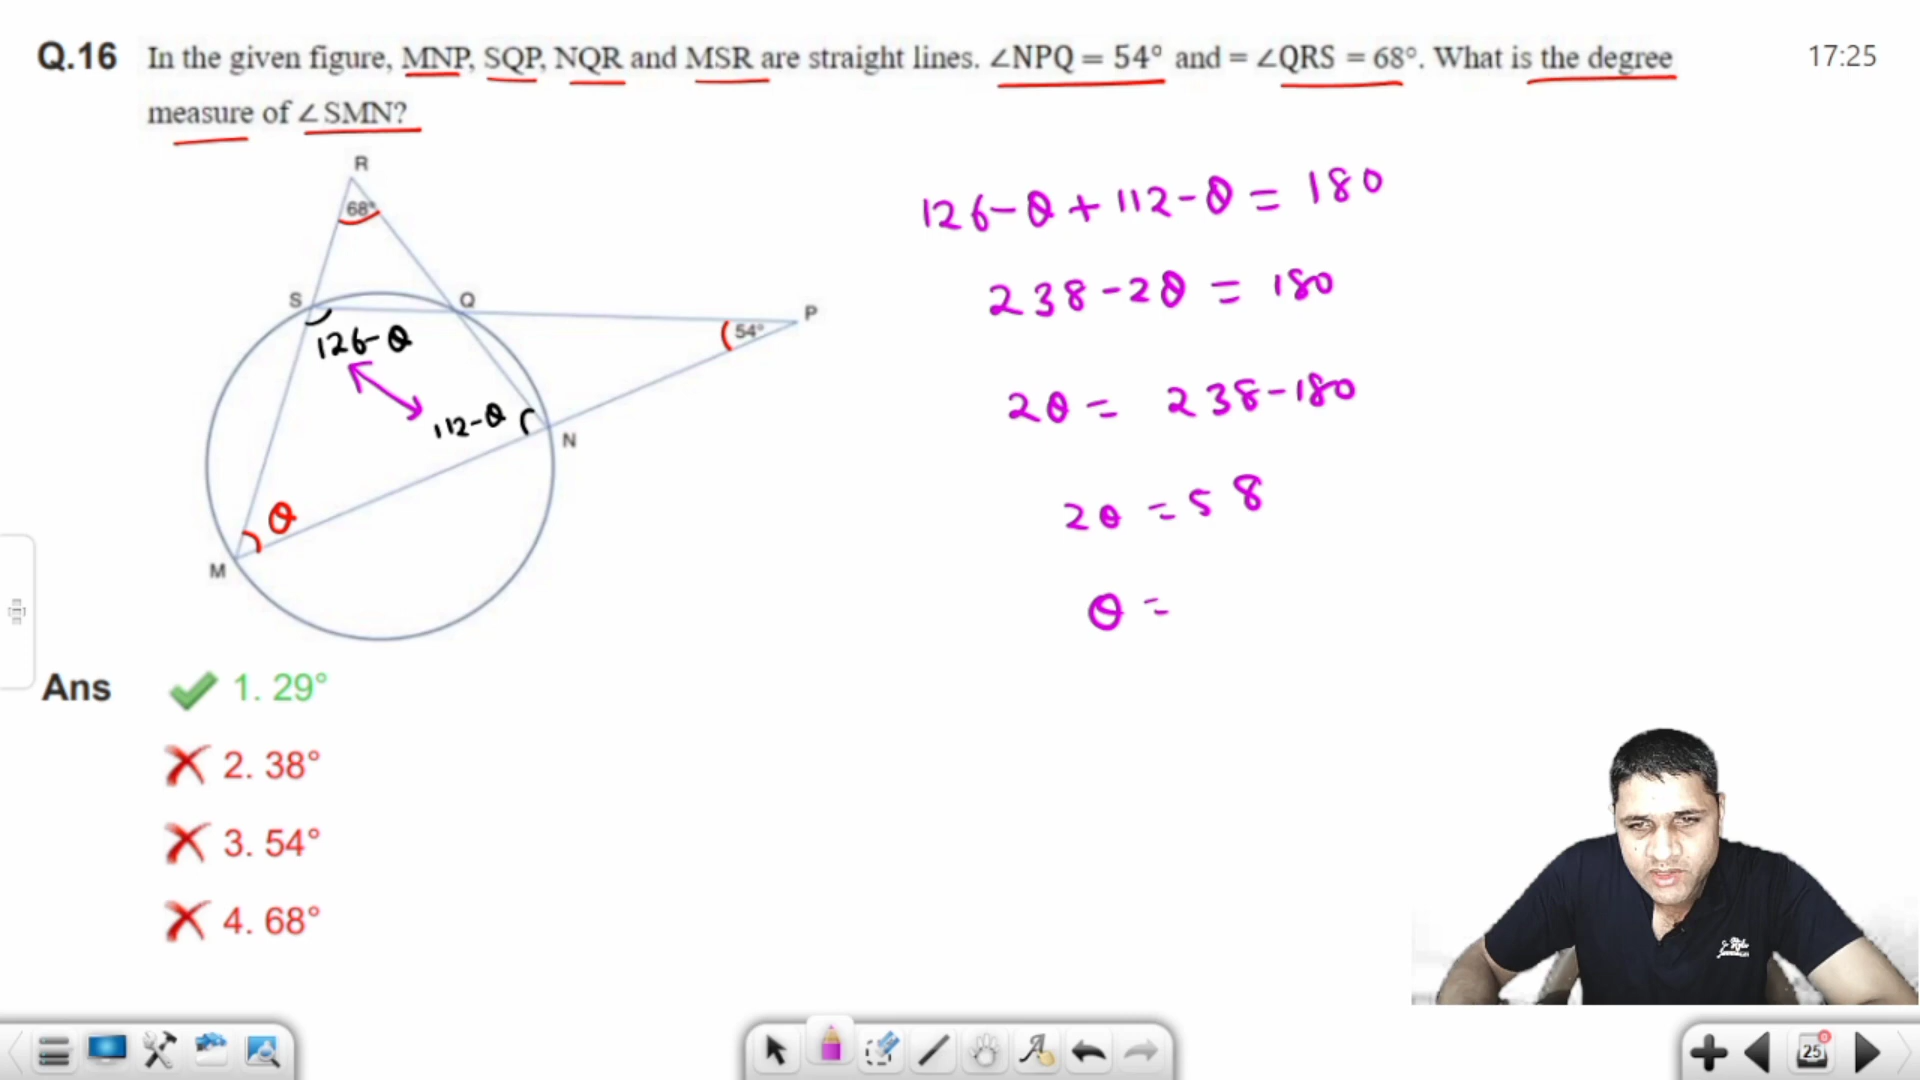 Q.16 In the given figure, MNP, SQP, NQR and MSR are straight lines. ∠NPQ = 54° and = ∠QRS = 68°. What is the degree
17:25
measure of ∠SMN?
R
68°
S
Q
P
54°
126-θ
112-θ
N
θ
M
126-θ+112-θ = 180
238-2θ = 180
2θ = 238-180
2θ = 58
θ =
Ans
1. 29°
2. 38°
3. 54°
4. 68°
25
0